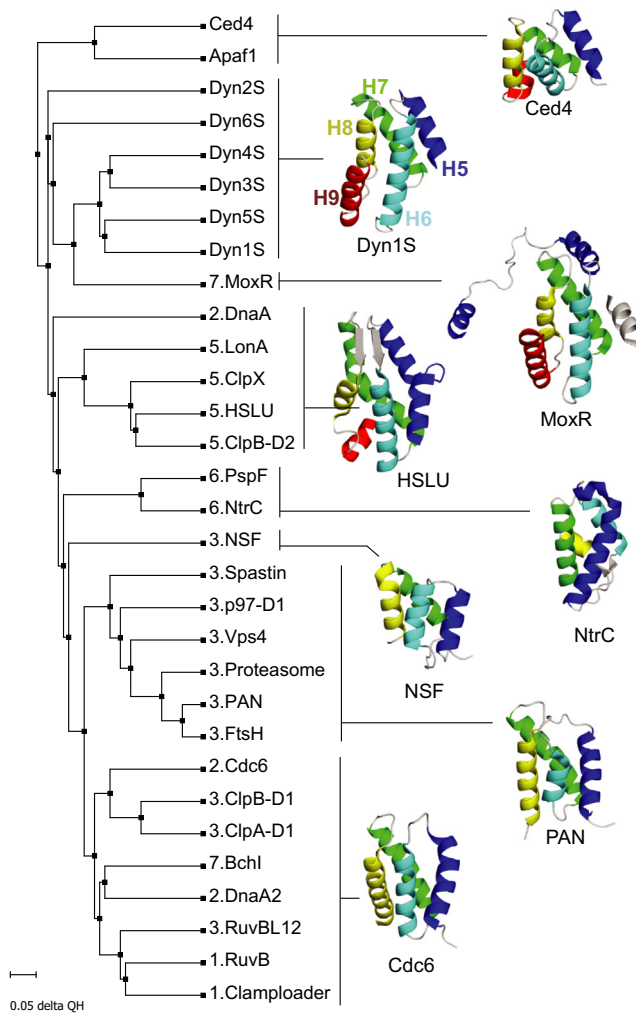 Ced4
Apaf1
Dyn2S
Dyn6S
Dyn4S
Dyn3S
Dyn5S
Dyn1S
7.MoxR
2.DnaA
5.LonA
5.ClpX
5.HSLU
5.ClpB-D2
6.PspF
6.NtrC
3.NSF
3.Spastin
3.p97-D1
3.Vps4
3.Proteasome
3.PAN
3.FtsH
2.Cdc6
3.ClpB-D1
3.ClpA-D1
7.BchI
2.DnaA2
3.RuvBL12
1.RuvB
1.Clamploader
0.05 delta QH
Ced4
H7
H8
H5
H9
H6
Dyn1S
MoxR
HSLU
NtrC
NSF
PAN
Cdc6